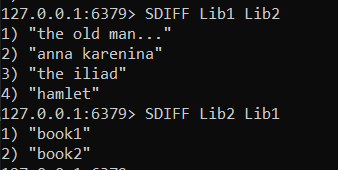 127.0.0.1:6379> SDIFF Lib1 Lib2
1) "the old man..."
2) "anna karenina"
3) "the iliad"
4) "hamlet"
127.0.0.1:6379> SDIFF Lib2 Lib1
1) "book1"
2) "book2"